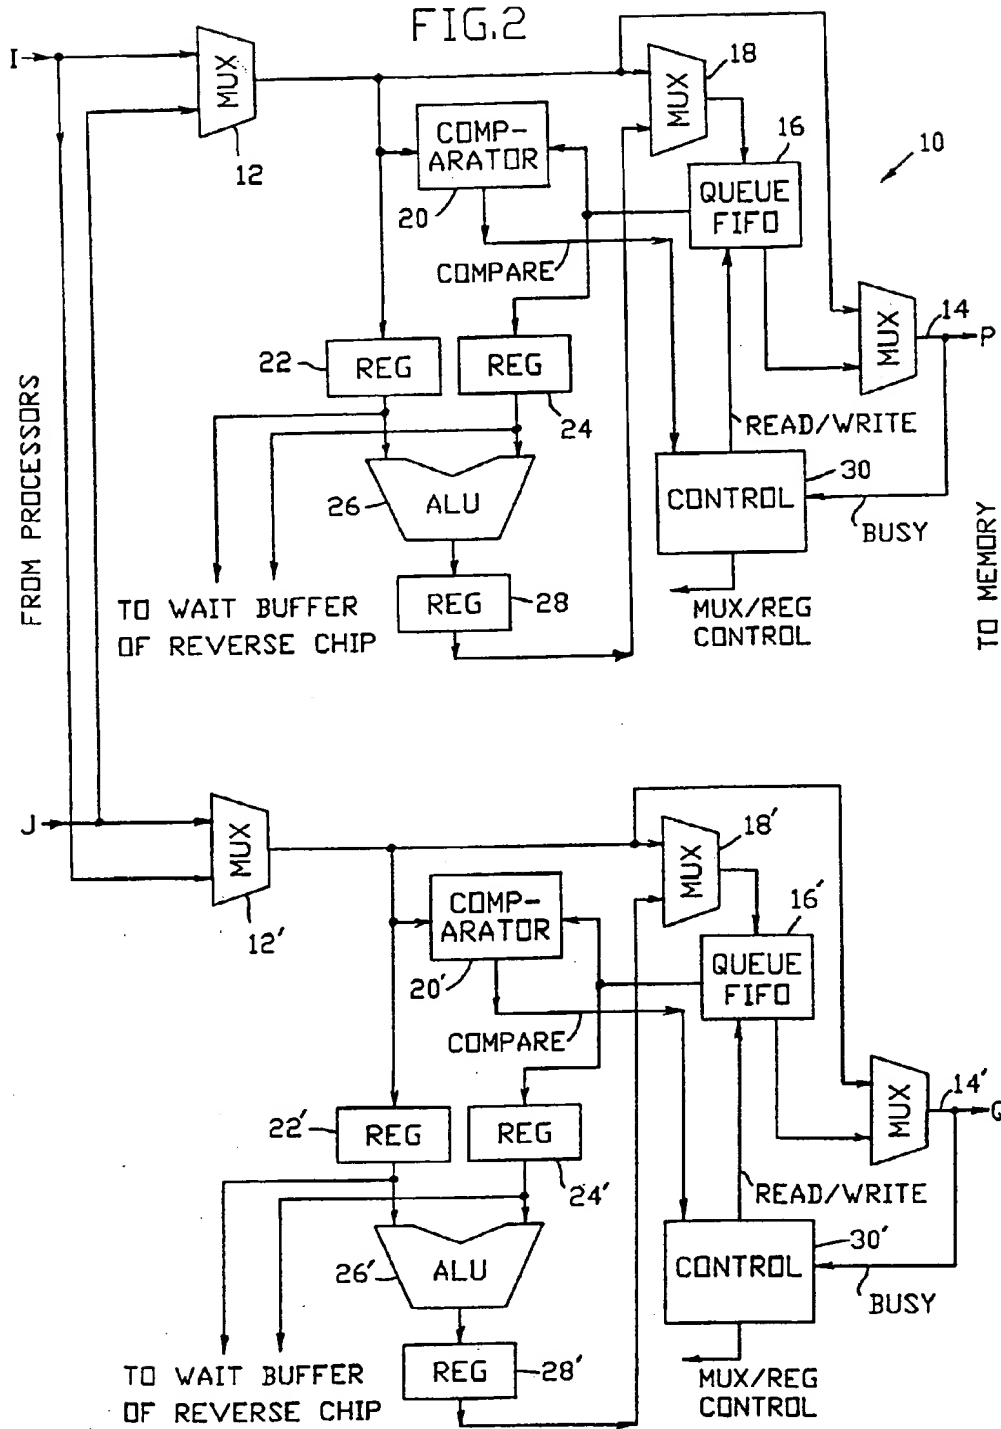 FIG.2
I
MUX
12
COMP-
ARATOR
20
COMPARE
MUX
18
16
QUEUE
FIFO
10
MUX
14
P
22
REG
REG
24
READ/WRITE
26
ALU
CONTROL
30
BUSY
FROM PROCESSORS
TO MEMORY
TO WAIT BUFFER
OF REVERSE CHIP
REG
28
MUX/REG
CONTROL
J
MUX
12'
COMP-
ARATOR
20'
COMPARE
MUX
18'
16'
QUEUE
FIFO
MUX
14'
Q
22'
REG
REG
24'
READ/WRITE
26'
ALU
CONTROL
30'
BUSY
TO WAIT BUFFER
OF REVERSE CHIP
REG
28'
MUX/REG
CONTROL